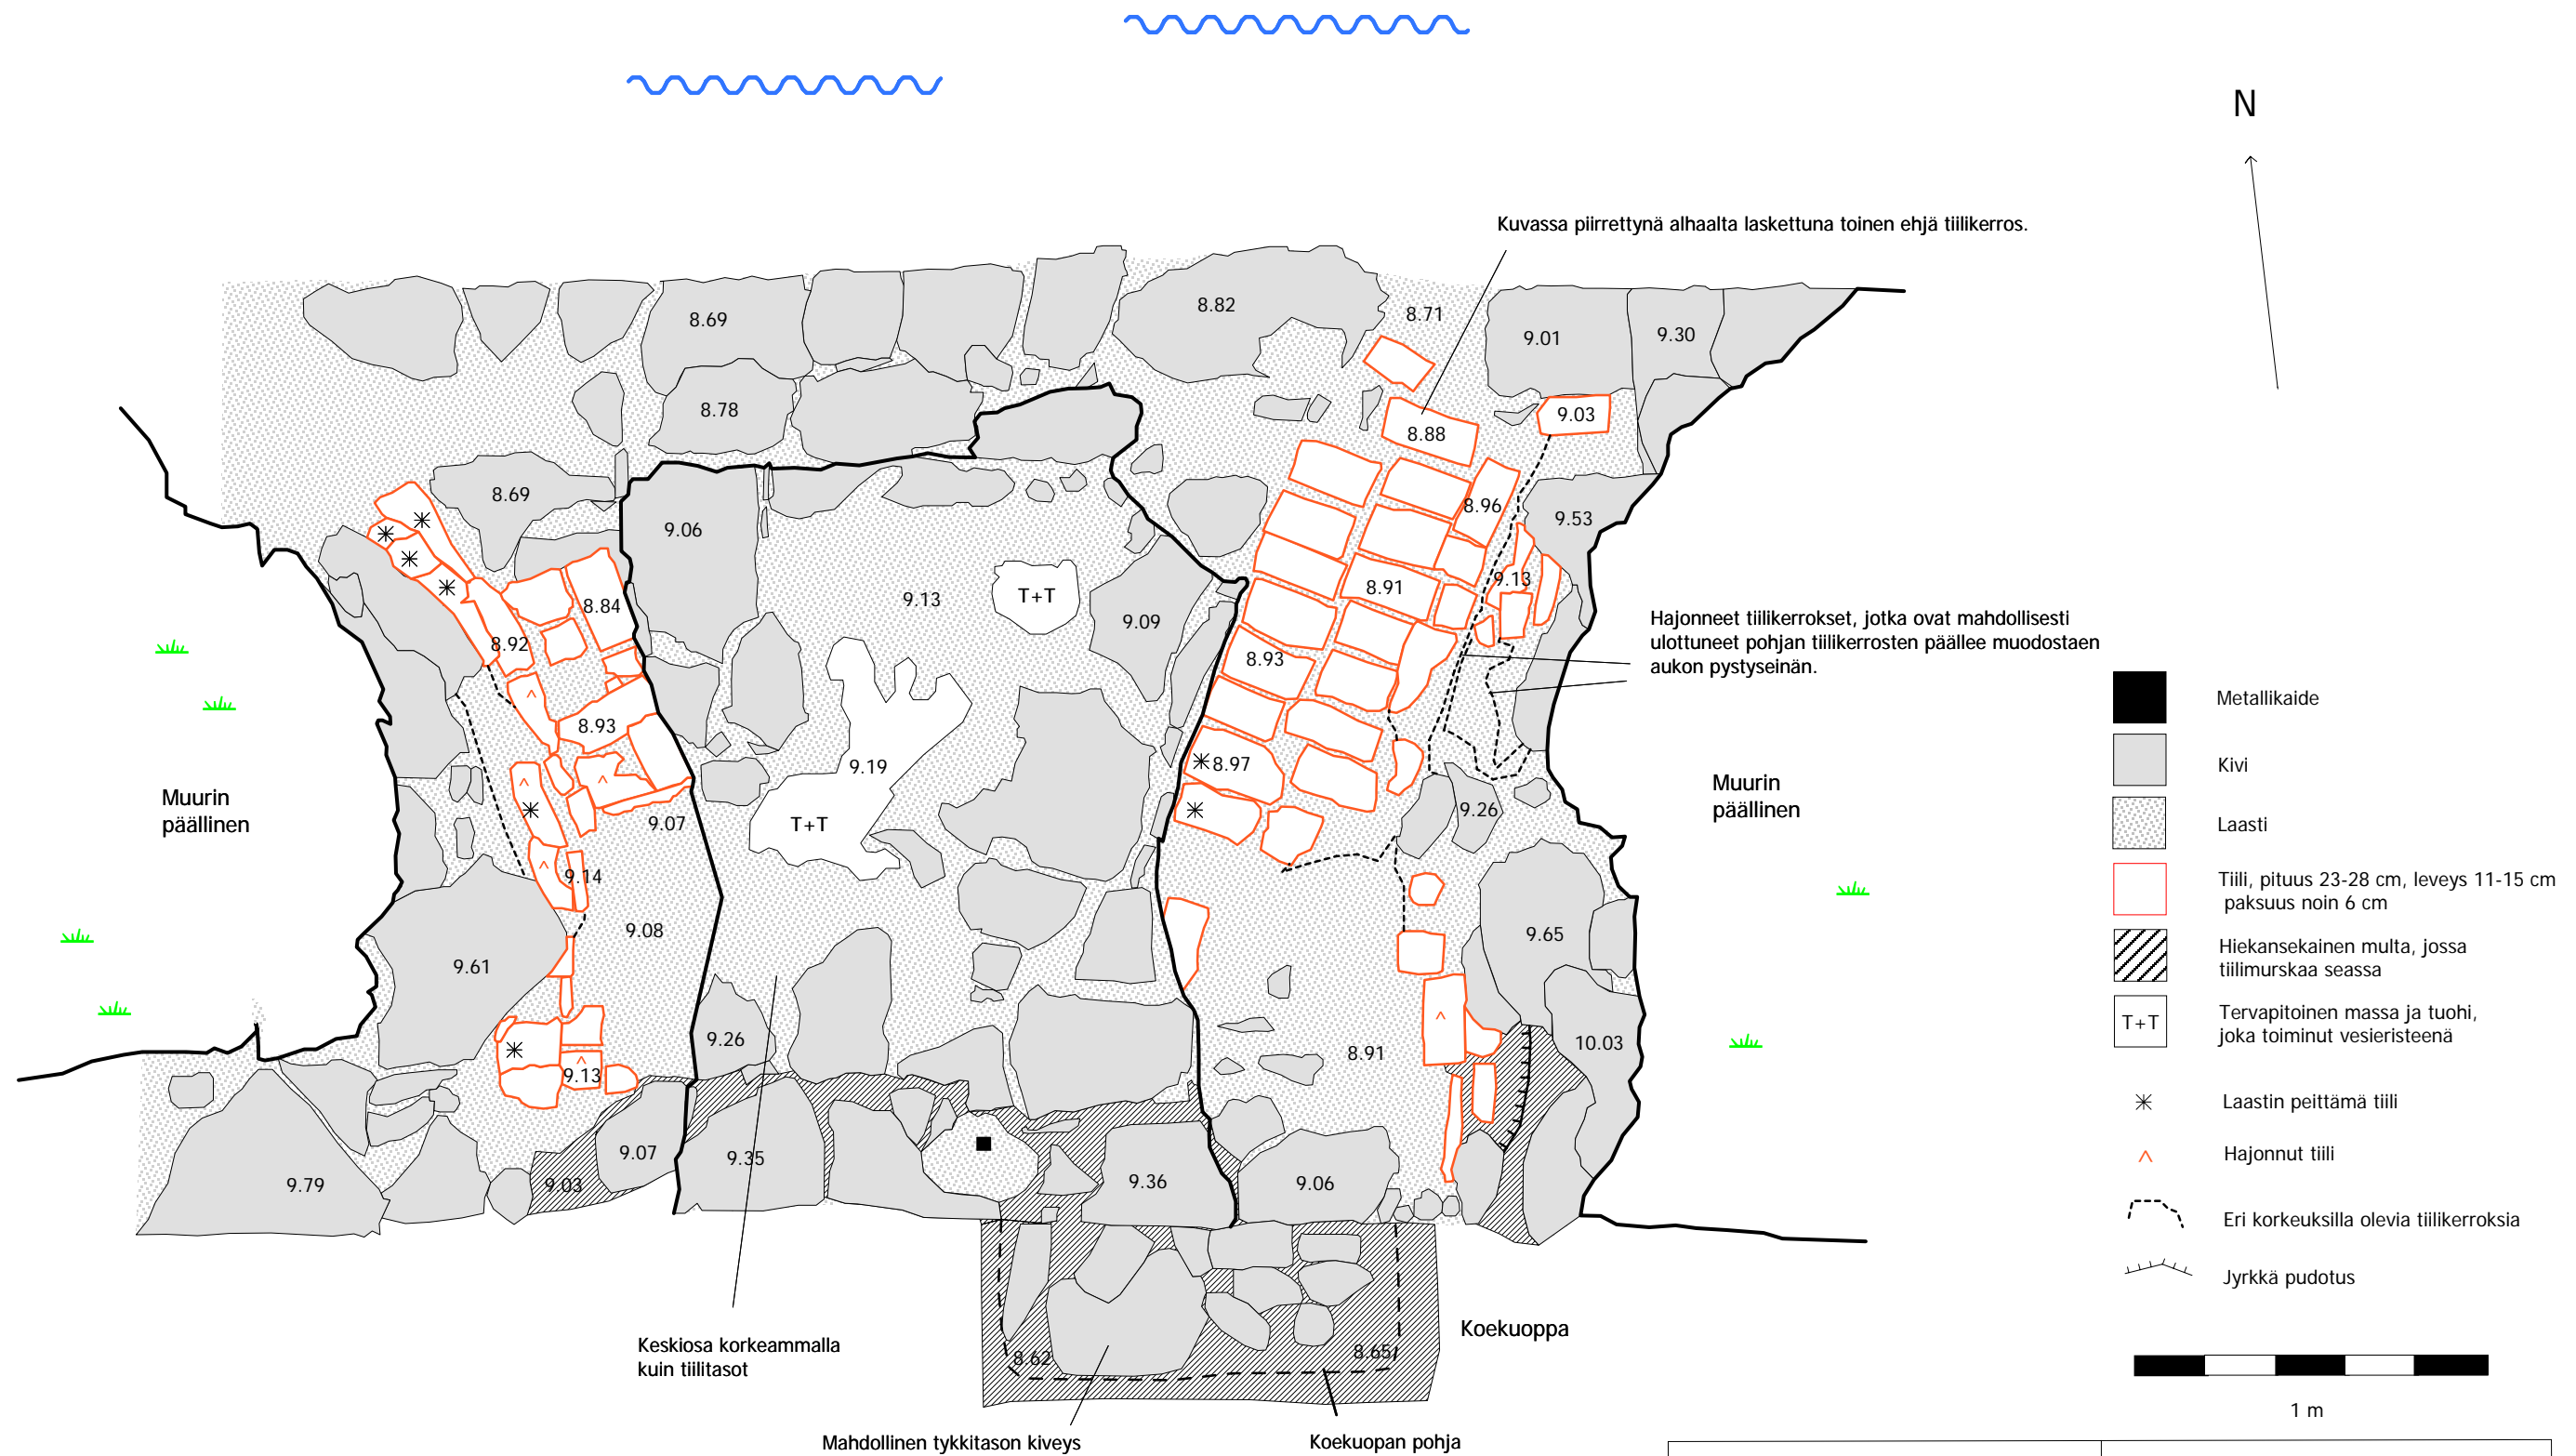 N
Kuvassa piirrettynä alhaalta laskettuna toinen ehjä tiilikerros.
8.69
8.82
8.71
9.01
9.30
8.78
8.88
9.03
8.69
9.06
8.96
9.53
8.84
9.13
T+T
9.09
8.91
9.13
8.92
8.93
Hajonneet tiilikerrokset, jotka ovat mahdollisesti
ulottuneet pohjan tiilikerrosten päällee muodostaen
aukon pystyseinän.
8.93
9.19
8.97
Muurin
päällinen
Muurin
päällinen
9.07
T+T
9.26
9.14
9.08
9.61
9.65
9.26
8.91
10.03
9.13
9.07
9.35
9.79
9.03
9.36
9.06
8.62
8.65
Keskiosa korkeammalla
kuin tiilitasot
Koekuoppa
Mahdollinen tykkitason kiveys
Koekuopan pohja
Metallikaide
Kivi
Laasti
Tiili, pituus 23-28 cm, leveys 11-15 cm
paksuus noin 6 cm
Hiekansekainen multa, jossa
tiilimurskaa seassa
T+T
Tervapitoinen massa ja tuohi,
joka toiminut vesieristeenä
Laastin peittämä tiili
Hajonnut tiili
Eri korkeuksilla olevia tiilikerroksia
Jyrkkä pudotus
1 m